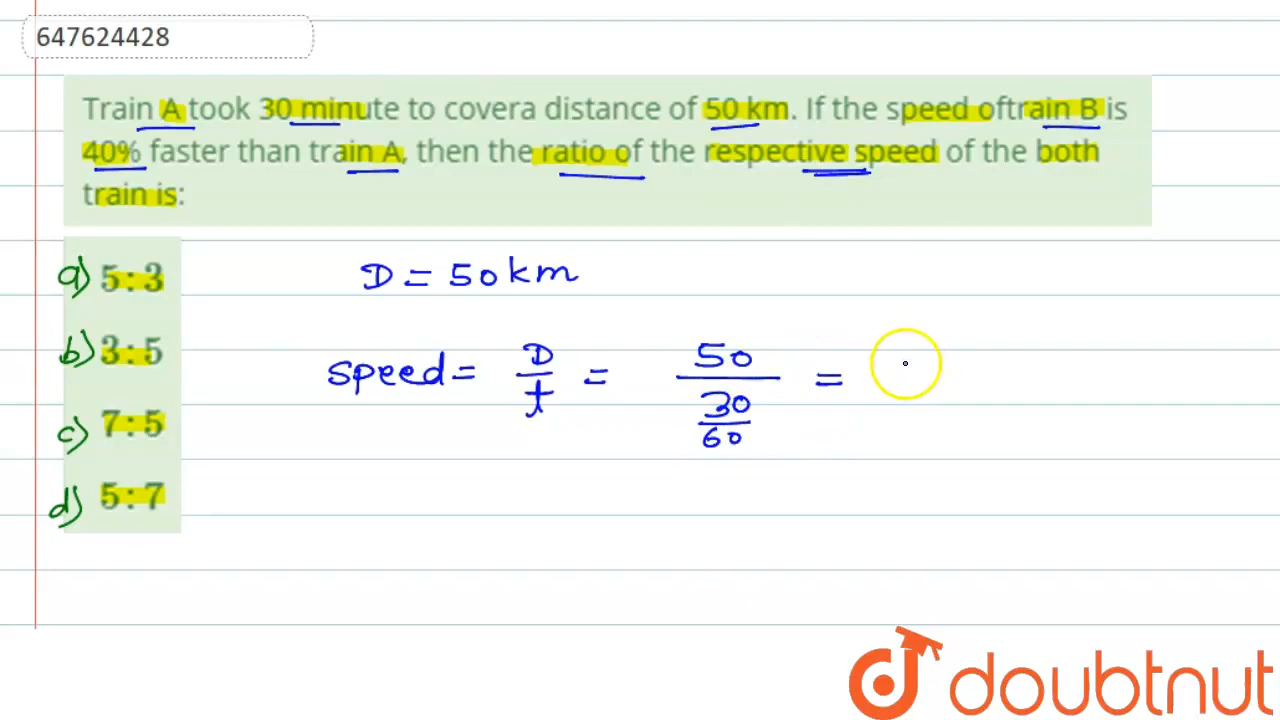 647624428
Train A took 30 minute to covera distance of 50 km. If the speed oftrain B is
40% faster than train A, then the ratio of the respective speed of the both
train is:
a) 5 : 3
D = 50 km
b) 3 : 5
speed = D/t = 50/(30/60) =
c) 7 : 5
d) 5 : 7
doubtnut